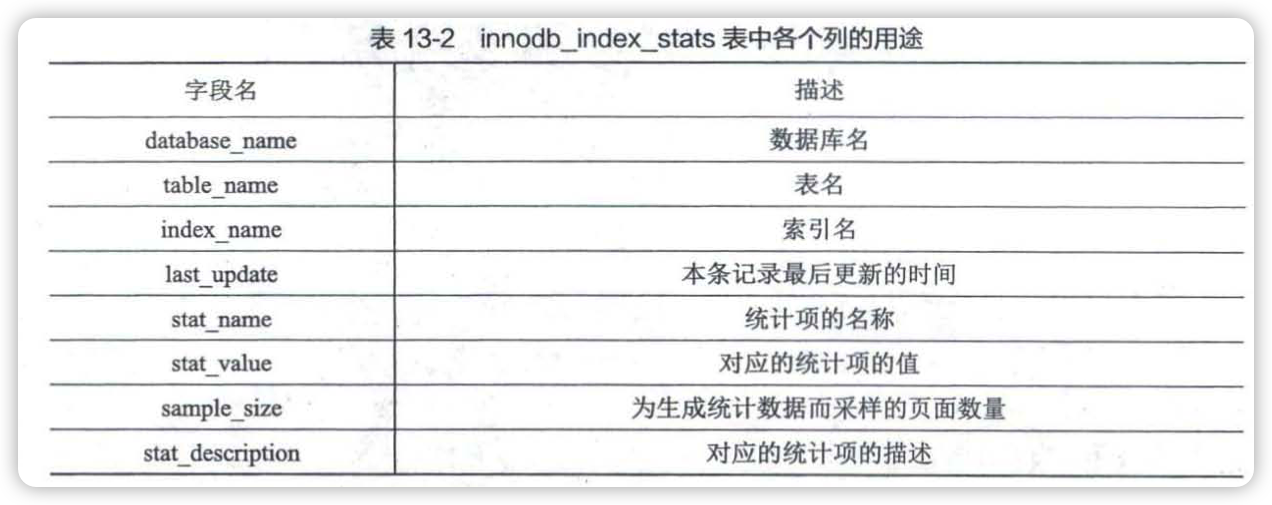 表 13-2 innodb_index_stats 表中各个列的用途
字段名 描述
database_name 数据库名
table_name 表名
index_name 索引名
last_update 本条记录最后更新的时间
stat_name 统计项的名称
stat_value 对应的统计项的值
sample_size 为生成统计数据而采样的页面数量
stat_description 对应的统计项的描述